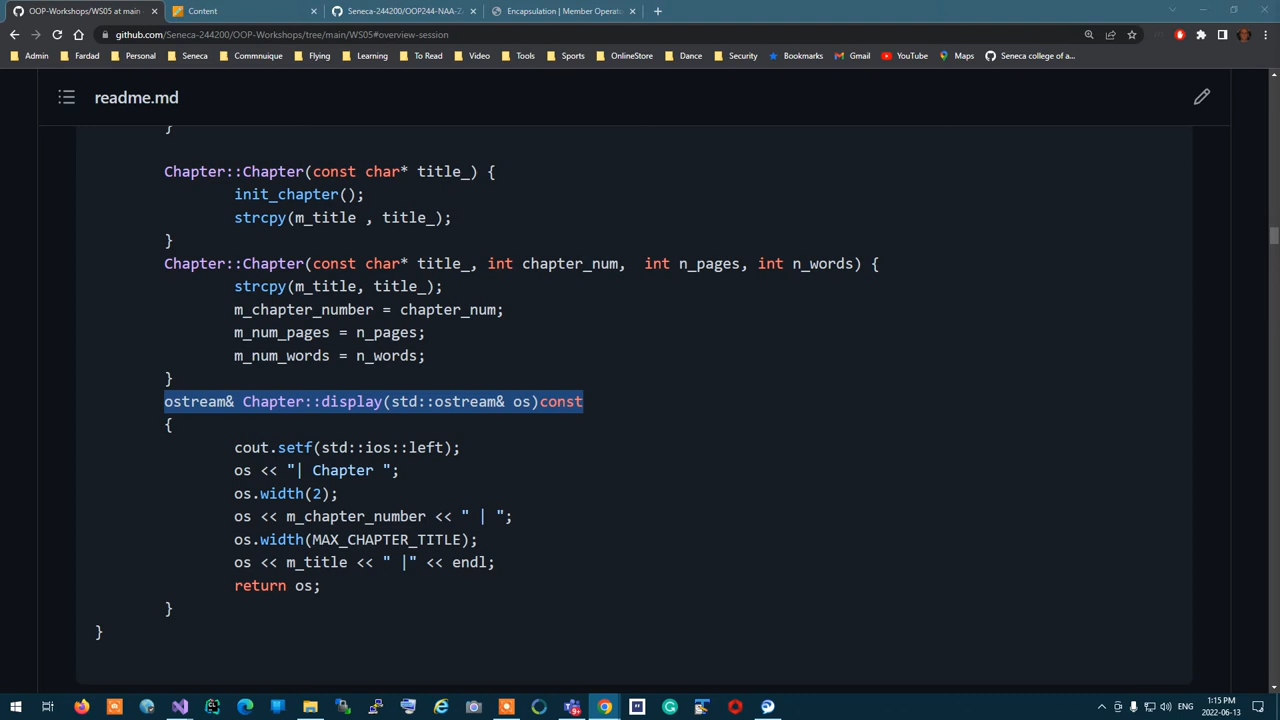 OOP-Workshops/WS05 at main ·
Content
Seneca-244200/OOP244-NAA-Z
Encapsulation | Member Operato
github.com/Seneca-244200/OOP-Workshops/tree/main/WS05#overview-session
Admin Fardad Personal Seneca Commnuique Flying Learning To Read Video Tools Sports OnlineStore Dance Security Bookmarks Gmail YouTube Maps Seneca college of a...
readme.md
}
Chapter::Chapter(const char* title_) {
init_chapter();
strcpy(m_title , title_);
}
Chapter::Chapter(const char* title_, int chapter_num,  int n_pages, int n_words) {
strcpy(m_title, title_);
m_chapter_number = chapter_num;
m_num_pages = n_pages;
m_num_words = n_words;
}
ostream& Chapter::display(std::ostream& os)const
{
cout.setf(std::ios::left);
os << "| Chapter ";
os.width(2);
os << m_chapter_number << " | ";
os.width(MAX_CHAPTER_TITLE);
os << m_title << " |" << endl;
return os;
}
}
ENG
1:15 PM
2022-06-13